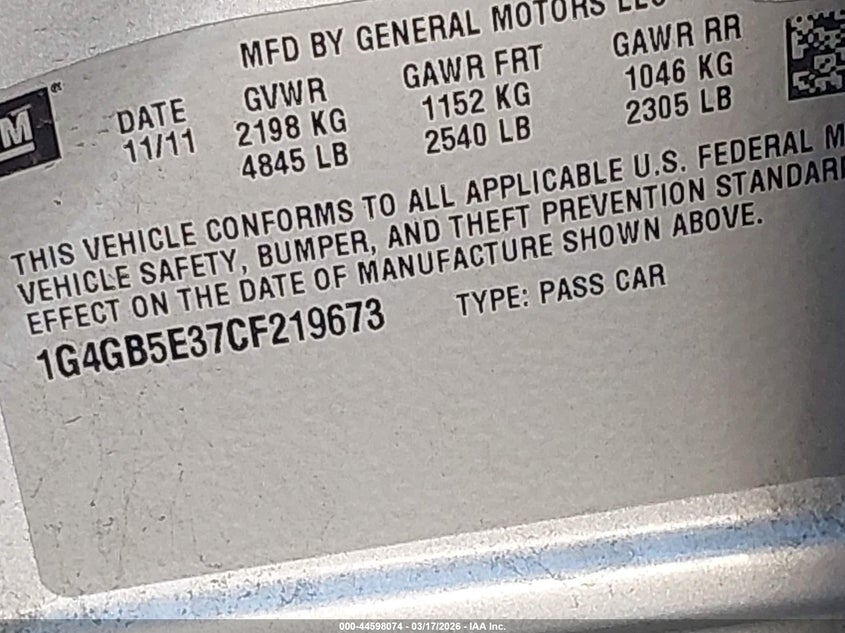 MFD BY GENERAL MOTORS LLC
M®
DATE GVWR GAWR FRT GAWR RR
11/11 2198 KG 1152 KG 1046 KG
4845 LB 2540 LB 2305 LB
THIS VEHICLE CONFORMS TO ALL APPLICABLE U.S. FEDERAL M
VEHICLE SAFETY, BUMPER, AND THEFT PREVENTION STANDAR
EFFECT ON THE DATE OF MANUFACTURE SHOWN ABOVE.
1G4GB5E37CF219673 TYPE: PASS CAR
000-44598074 - 03/17/2026 - IAA Inc.